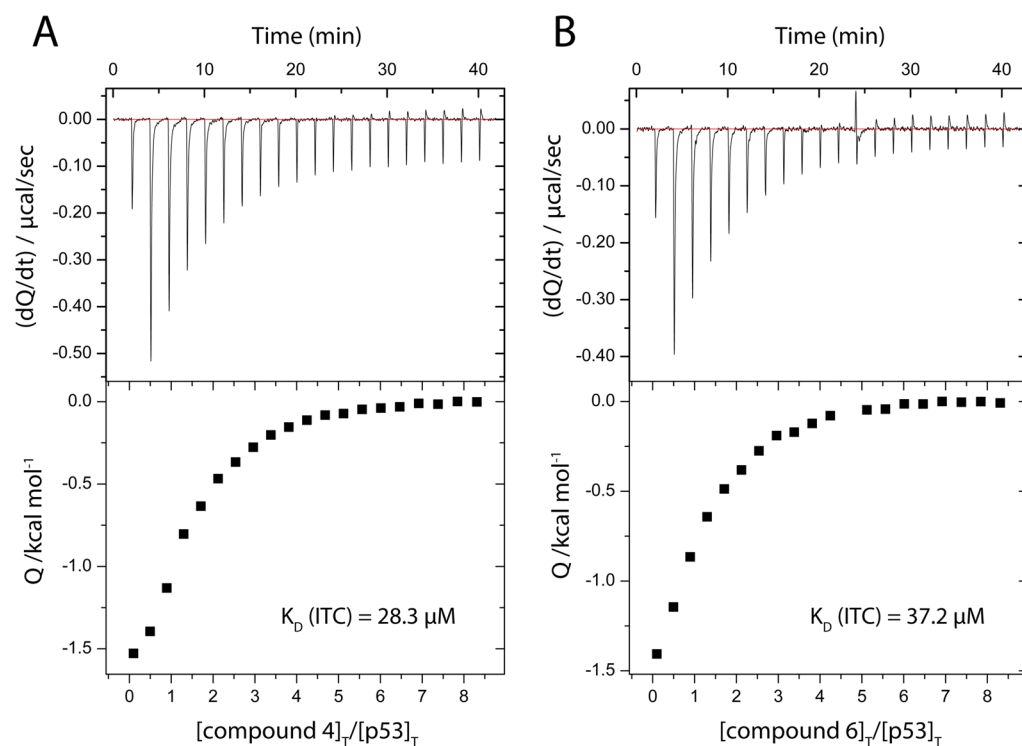 A
Time (min)
0 10 20 30 40
0.00
-0.10
-0.20
-0.30
-0.40
-0.50
(dQ/dt) / µcal/sec
0.0
-0.5
-1.0
-1.5
Q /kcal mol-1
KD (ITC) = 28.3 µM
0 1 2 3 4 5 6 7 8
[compound 4]T/[p53]T
B
Time (min)
0 10 20 30 40
0.00
-0.10
-0.20
-0.30
-0.40
(dQ/dt) / µcal/sec
0.0
-0.5
-1.0
-1.5
Q /kcal mol-1
KD (ITC) = 37.2 µM
0 1 2 3 4 5 6 7 8
[compound 6]T/[p53]T